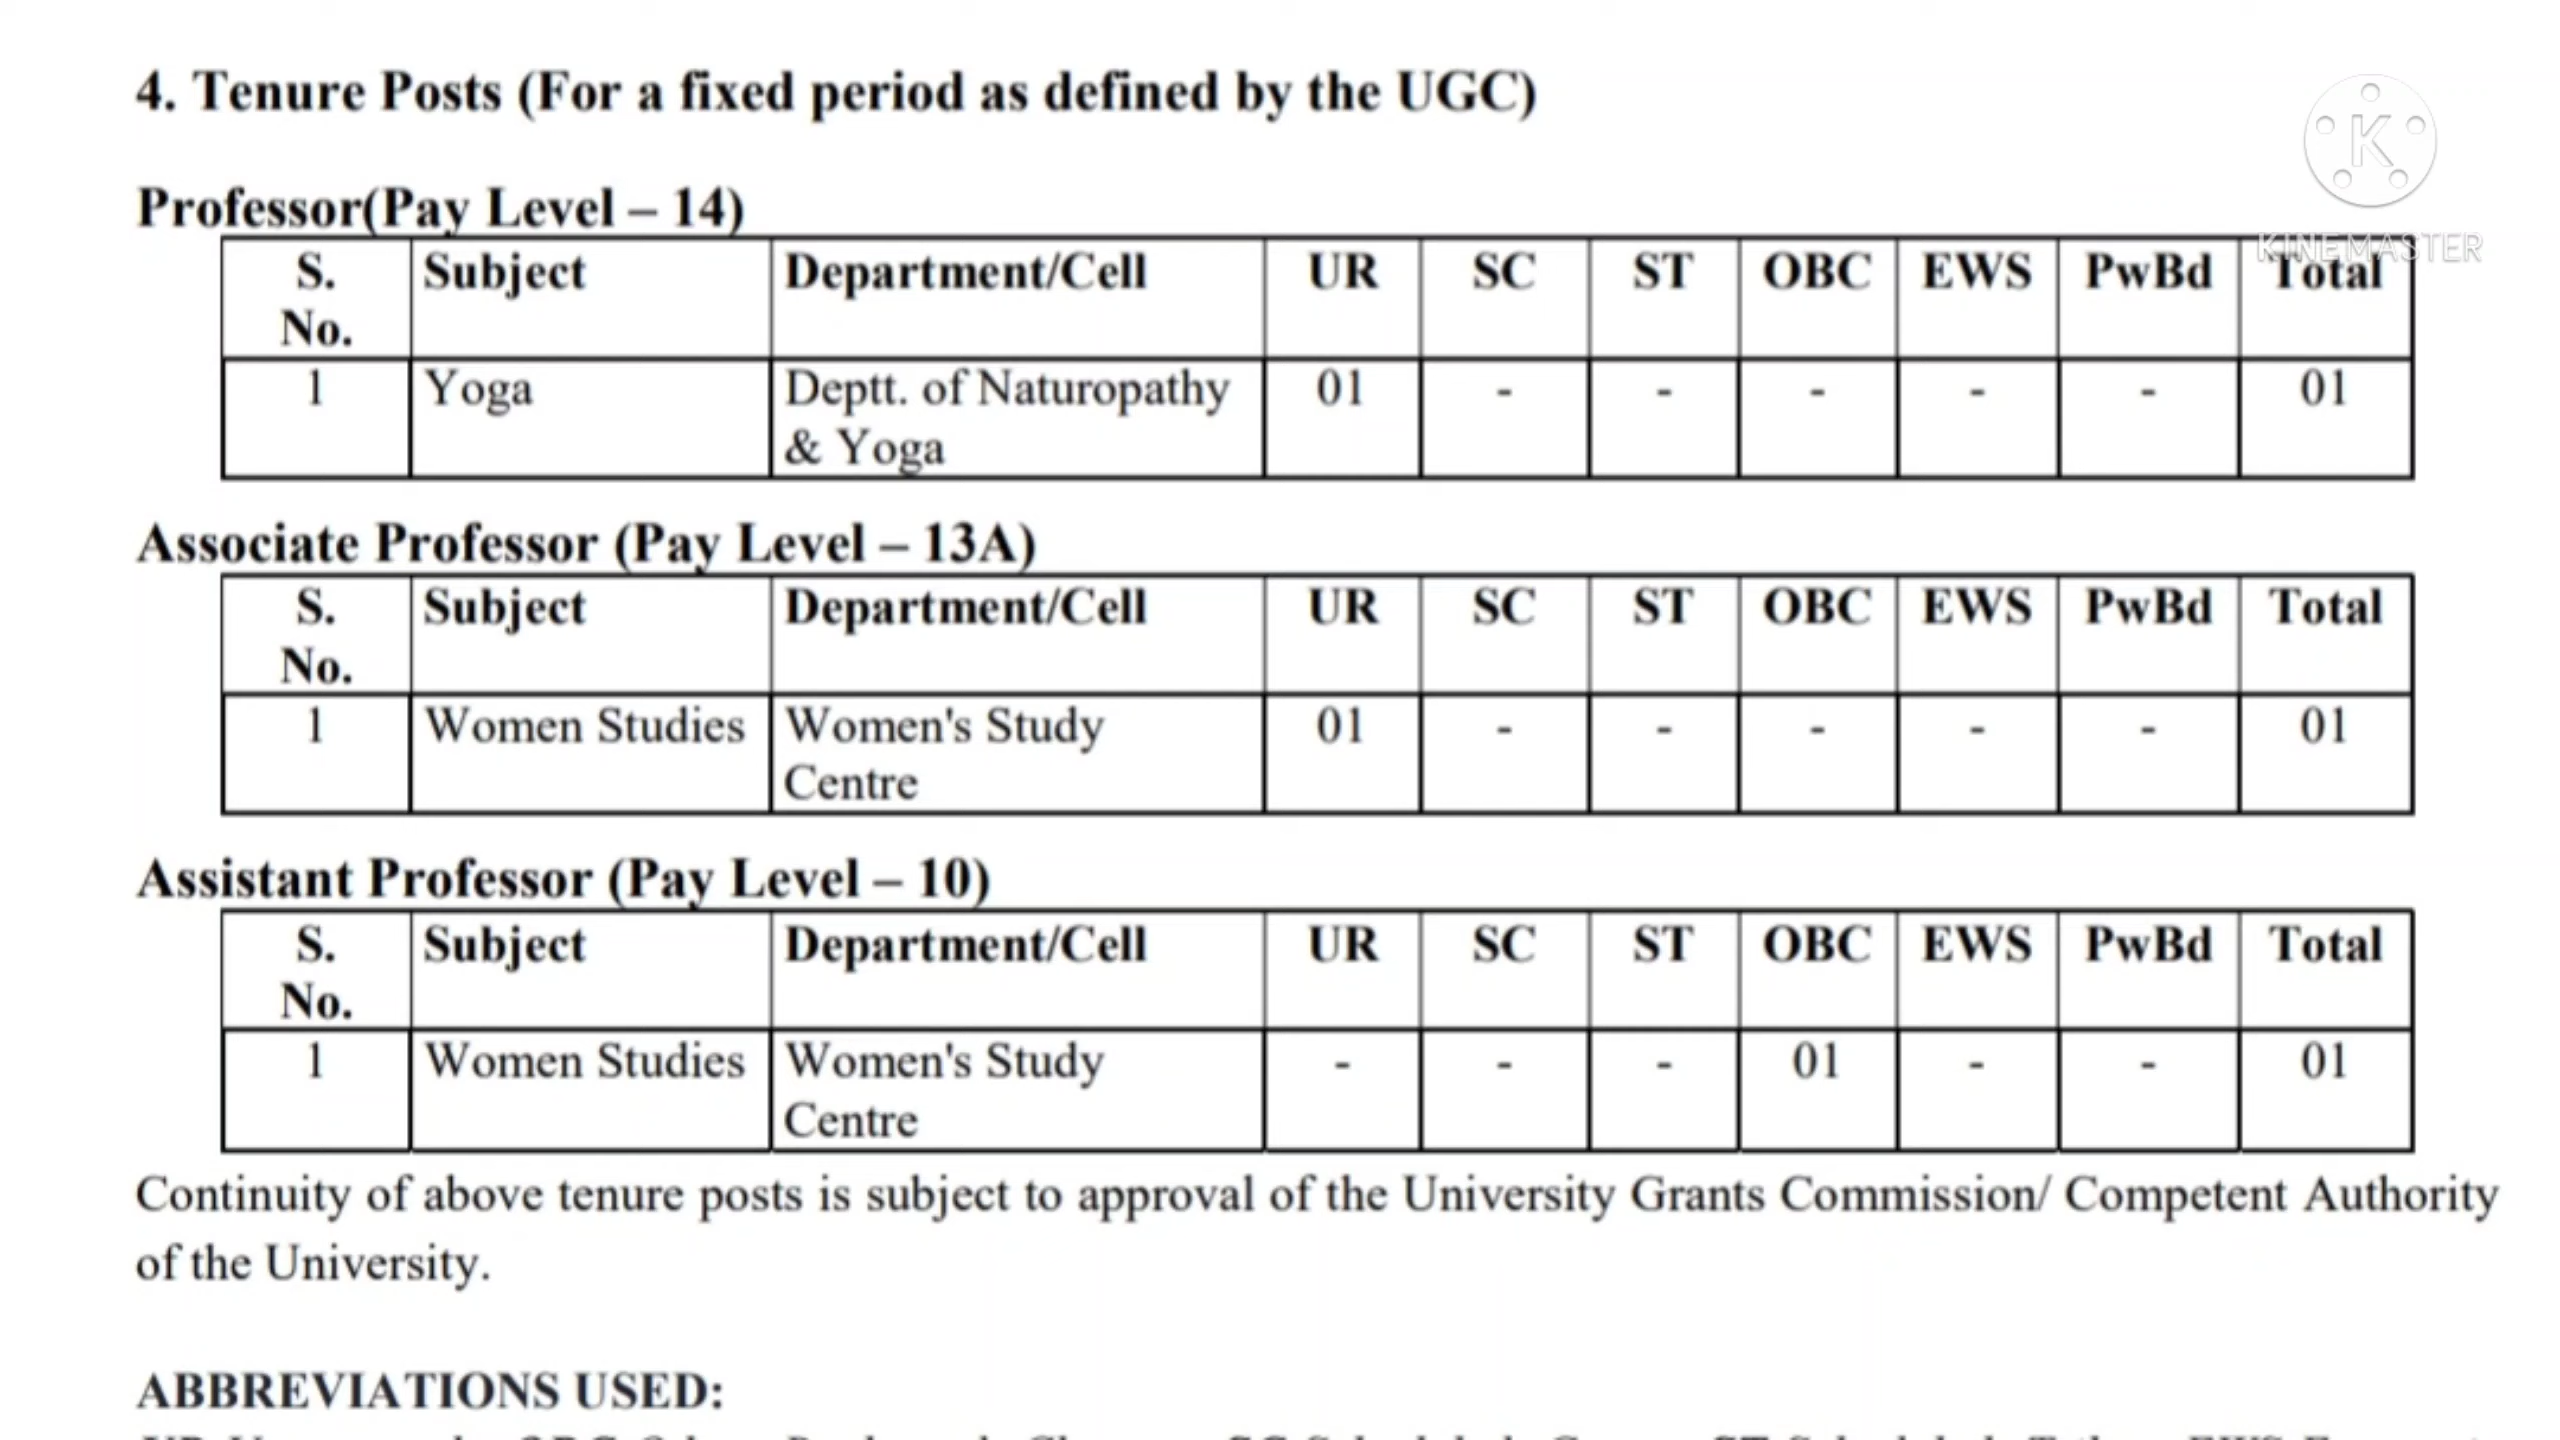 4. Tenure Posts (For a fixed period as defined by the UGC)
K
KINEMASTER
Professor(Pay Level – 14)
S. No. Subject Department/Cell UR SC ST OBC EWS PwBd Total
1 Yoga Deptt. of Naturopathy & Yoga 01 - - - - - 01
Associate Professor (Pay Level – 13A)
S. No. Subject Department/Cell UR SC ST OBC EWS PwBd Total
1 Women Studies Women's Study Centre 01 - - - - - 01
Assistant Professor (Pay Level – 10)
S. No. Subject Department/Cell UR SC ST OBC EWS PwBd Total
1 Women Studies Women's Study Centre - - - 01 - - 01
Continuity of above tenure posts is subject to approval of the University Grants Commission/ Competent Authority
of the University.
ABBREVIATIONS USED: